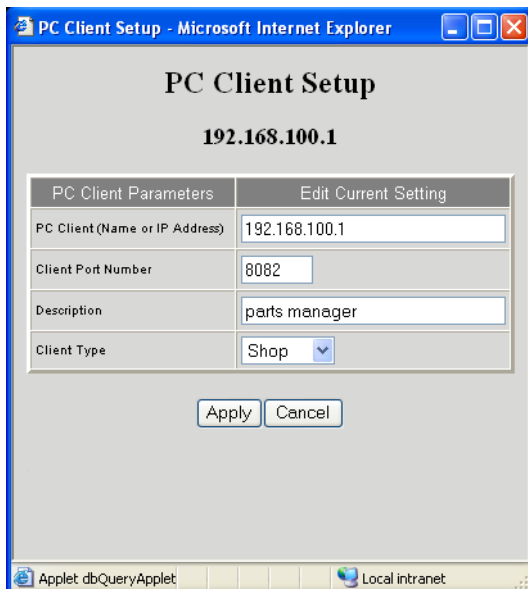 PC Client Setup - Microsoft Internet Explorer
PC Client Setup
192.168.100.1
PC Client Parameters Edit Current Setting
PC Client (Name or IP Address) 192.168.100.1
Client Port Number 8082
Description parts manager
Client Type Shop
Apply Cancel
Applet dbQueryApplet Local intranet